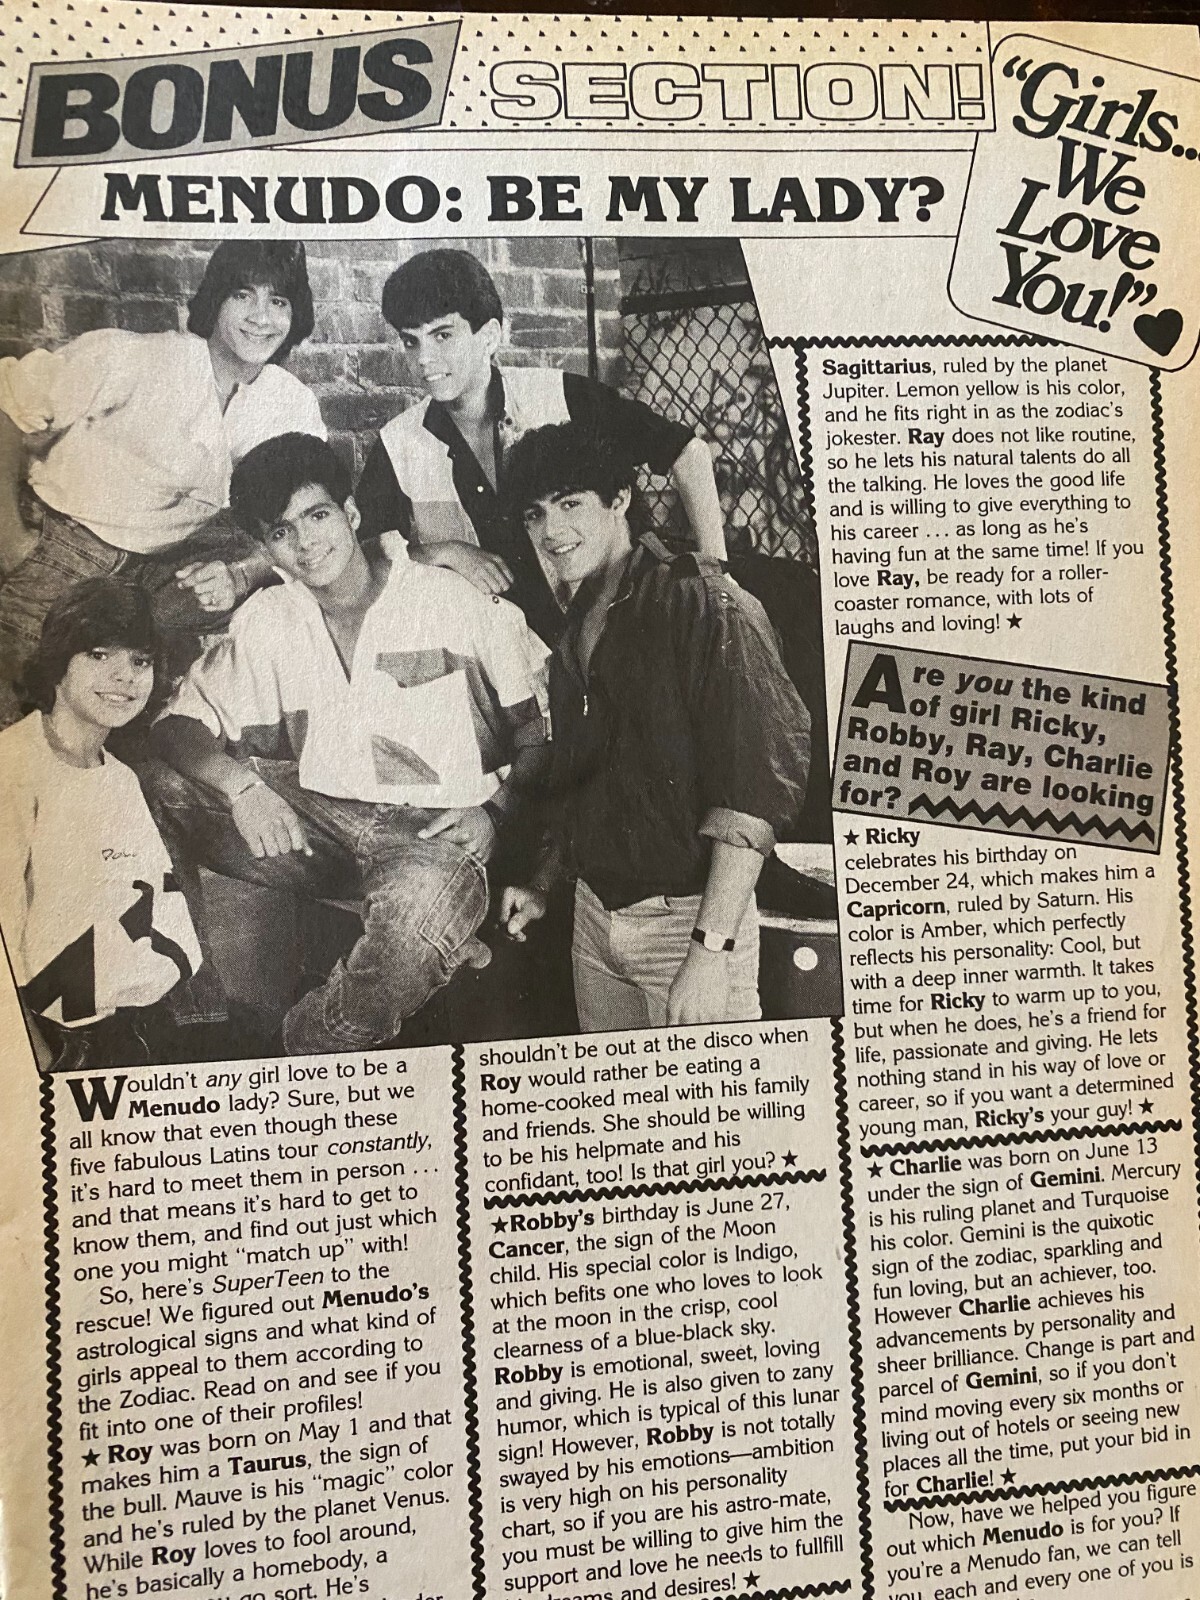 BONUS SECTION!
"Girls...
We
Love
You!"
MENUDO: BE MY LADY?
Wouldn't any girl love to be a
Menudo lady? Sure, but we
all know that even though these
five fabulous Latins tour constantly,
it's hard to meet them in person ...
and that means it's hard to get to
know them, and find out just which
one you might "match up" with!
So, here's SuperTeen to the
rescue! We figured out Menudo's
astrological signs and what kind of
girls appeal to them according to
the Zodiac. Read on and see if you
fit into one of their profiles!
★ Roy was born on May 1 and that
makes him a Taurus, the sign of
the bull. Mauve is his "magic" color
and he's ruled by the planet Venus.
While Roy loves to fool around,
he's basically a homebody, a
go sort. He's
shouldn't be out at the disco when
Roy would rather be eating a
home-cooked meal with his family
and friends. She should be willing
to be his helpmate and his
confidant, too! Is that girl you? ★
★Robby's birthday is June 27,
Cancer, the sign of the Moon
child. His special color is Indigo,
which befits one who loves to look
at the moon in the crisp, cool
clearness of a blue-black sky.
Robby is emotional, sweet, loving
and giving. He is also given to zany
humor, which is typical of this lunar
sign! However, Robby is not totally
swayed by his emotions—ambition
is very high on his personality
chart, so if you are his astro-mate,
you must be willing to give him the
support and love he needs to fullfill
dreams and desires! ★
Sagittarius, ruled by the planet
Jupiter. Lemon yellow is his color,
and he fits right in as the zodiac's
jokester. Ray does not like routine,
so he lets his natural talents do all
the talking. He loves the good life
and is willing to give everything to
his career ... as long as he's
having fun at the same time! If you
love Ray, be ready for a roller-
coaster romance, with lots of
laughs and loving! ★
Are you the kind
of girl Ricky,
Robby, Ray, Charlie
and Roy are looking
for?
★ Ricky
celebrates his birthday on
December 24, which makes him a
Capricorn, ruled by Saturn. His
color is Amber, which perfectly
reflects his personality: Cool, but
with a deep inner warmth. It takes
time for Ricky to warm up to you,
but when he does, he's a friend for
life, passionate and giving. He lets
nothing stand in his way of love or
career, so if you want a determined
young man, Ricky's your guy! ★
★ Charlie was born on June 13
under the sign of Gemini. Mercury
is his ruling planet and Turquoise
his color. Gemini is the quixotic
sign of the zodiac, sparkling and
fun loving, but an achiever, too.
However Charlie achieves his
advancements by personality and
sheer brilliance. Change is part and
parcel of Gemini, so if you don't
mind moving every six months or
living out of hotels or seeing new
places all the time, put your bid in
for Charlie! ★
Now, have we helped you figure
out which Menudo is for you? If
you're a Menudo fan, we can tell
you, each and every one of you is